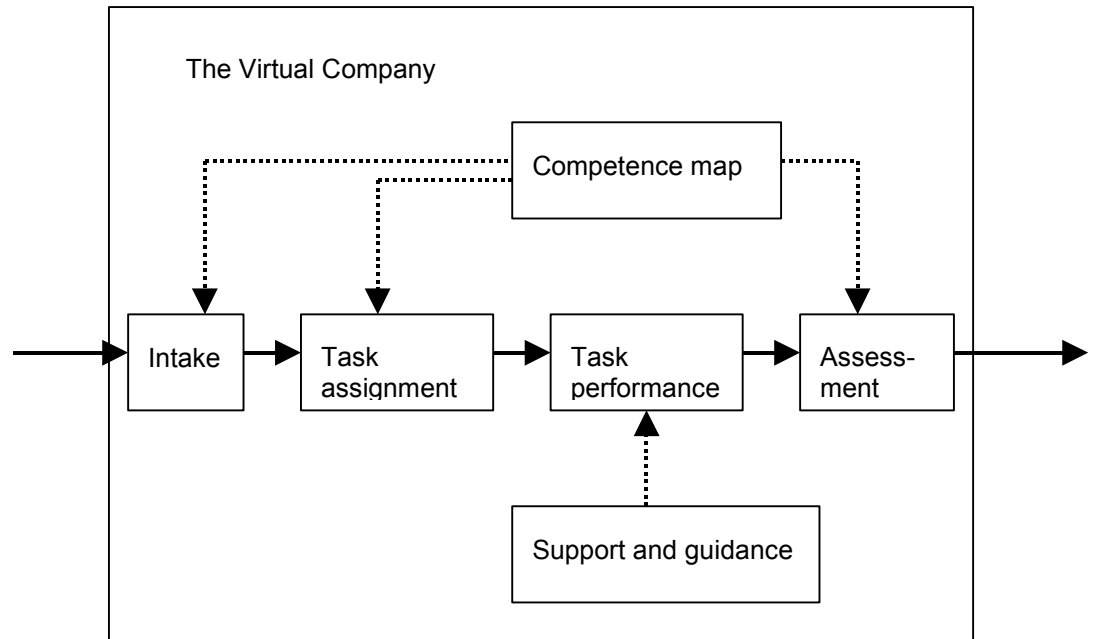 The Virtual Company
Competence map
Intake
Task
assignment
Task
performance
Assess-
ment
Support and guidance